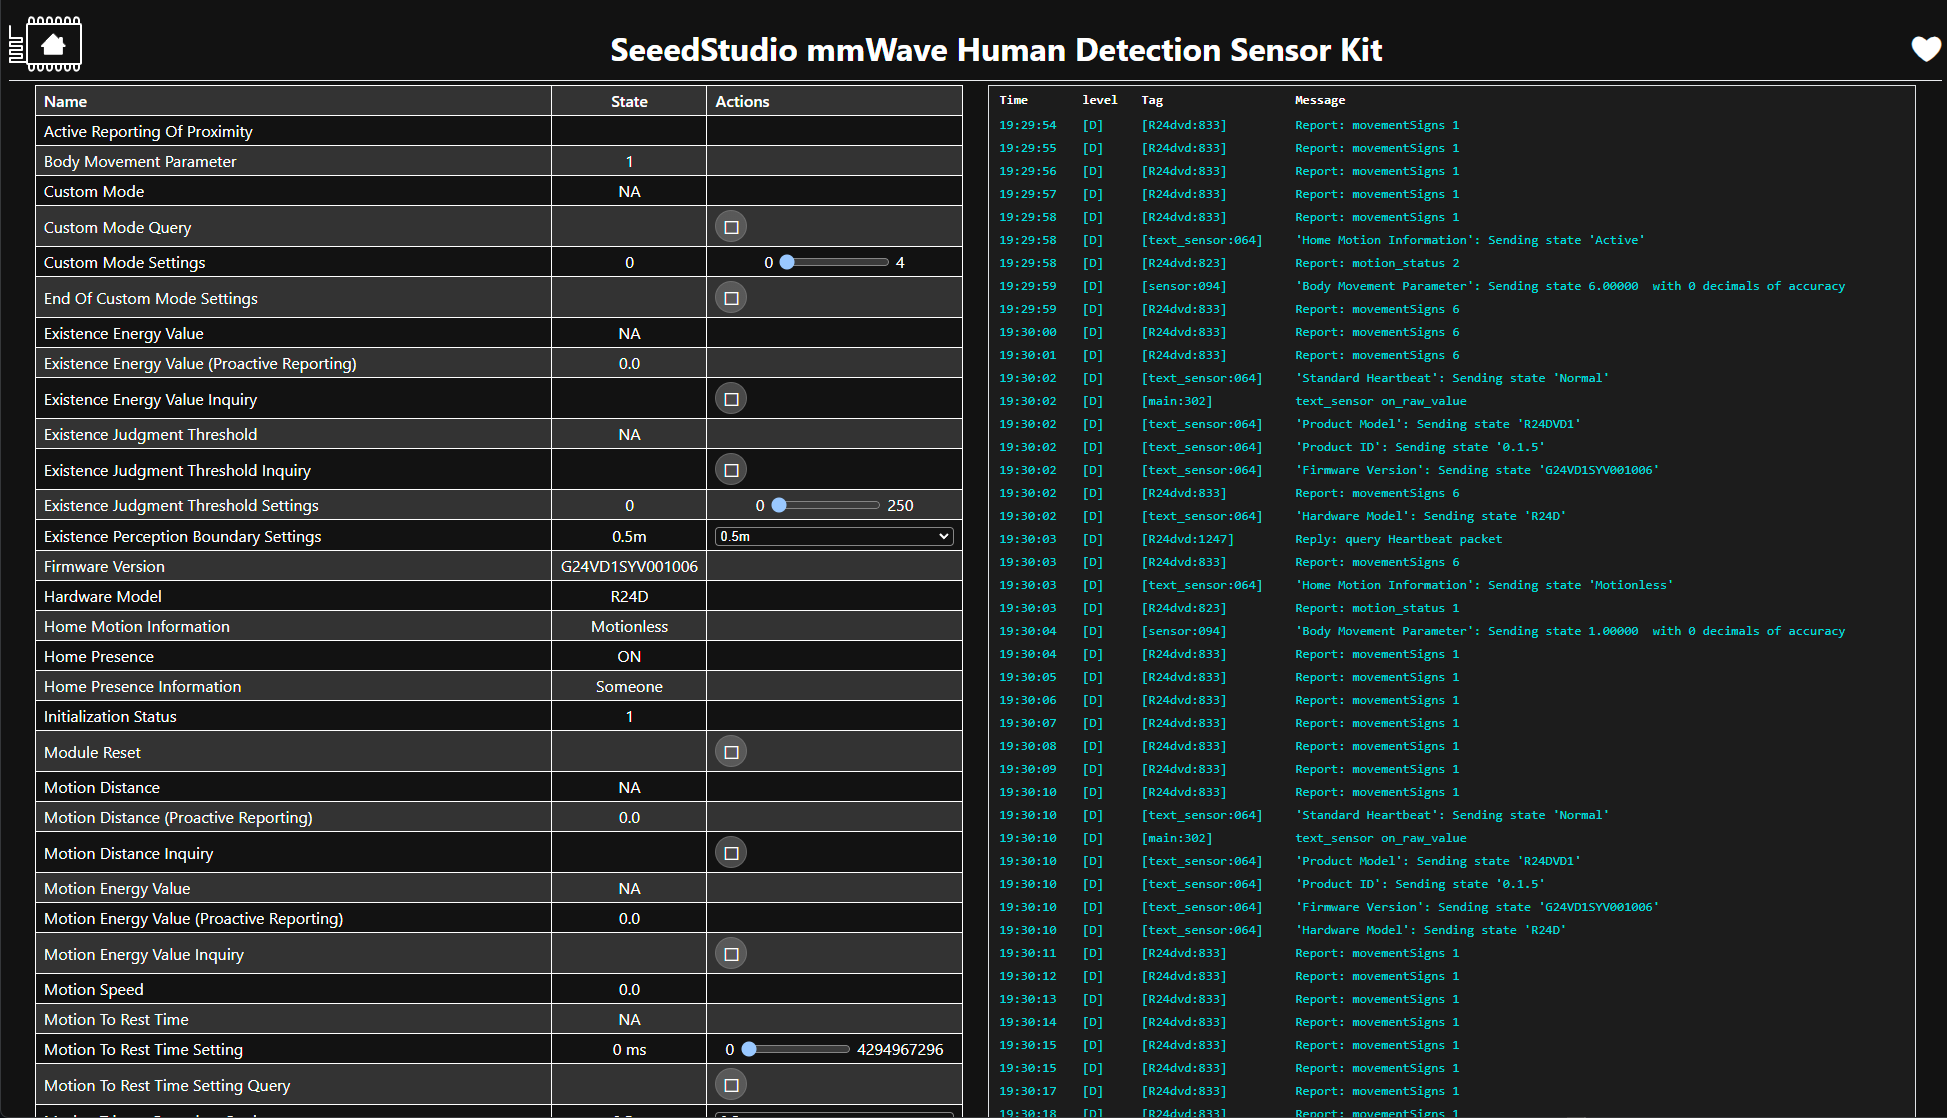 SeeedStudio mmWave Human Detection Sensor Kit
Name State Actions
Active Reporting Of Proximity
Body Movement Parameter 1
Custom Mode NA
Custom Mode Query
Custom Mode Settings 0 0 4
End Of Custom Mode Settings
Existence Energy Value NA
Existence Energy Value (Proactive Reporting) 0.0
Existence Energy Value Inquiry
Existence Judgment Threshold NA
Existence Judgment Threshold Inquiry
Existence Judgment Threshold Settings 0 0 250
Existence Perception Boundary Settings 0.5m 0.5m
Firmware Version G24VD1SYV001006
Hardware Model R24D
Home Motion Information Motionless
Home Presence ON
Home Presence Information Someone
Initialization Status 1
Module Reset
Motion Distance NA
Motion Distance (Proactive Reporting) 0.0
Motion Distance Inquiry
Motion Energy Value NA
Motion Energy Value (Proactive Reporting) 0.0
Motion Energy Value Inquiry
Motion Speed 0.0
Motion To Rest Time NA
Motion To Rest Time Setting 0 ms 0 4294967296
Motion To Rest Time Setting Query
Time level Tag Message
19:29:54 [D] [R24dvd:833] Report: movementSigns 1
19:29:55 [D] [R24dvd:833] Report: movementSigns 1
19:29:56 [D] [R24dvd:833] Report: movementSigns 1
19:29:57 [D] [R24dvd:833] Report: movementSigns 1
19:29:58 [D] [R24dvd:833] Report: movementSigns 1
19:29:58 [D] [text_sensor:064] 'Home Motion Information': Sending state 'Active'
19:29:58 [D] [R24dvd:823] Report: motion_status 2
19:29:59 [D] [sensor:094] 'Body Movement Parameter': Sending state 6.00000 with 0 decimals of accuracy
19:29:59 [D] [R24dvd:833] Report: movementSigns 6
19:30:00 [D] [R24dvd:833] Report: movementSigns 6
19:30:01 [D] [R24dvd:833] Report: movementSigns 6
19:30:02 [D] [text_sensor:064] 'Standard Heartbeat': Sending state 'Normal'
19:30:02 [D] [main:302] text_sensor on_raw_value
19:30:02 [D] [text_sensor:064] 'Product Model': Sending state 'R24DVD1'
19:30:02 [D] [text_sensor:064] 'Product ID': Sending state '0.1.5'
19:30:02 [D] [text_sensor:064] 'Firmware Version': Sending state 'G24VD1SYV001006'
19:30:02 [D] [R24dvd:833] Report: movementSigns 6
19:30:02 [D] [text_sensor:064] 'Hardware Model': Sending state 'R24D'
19:30:03 [D] [R24dvd:1247] Reply: query Heartbeat packet
19:30:03 [D] [R24dvd:833] Report: movementSigns 6
19:30:03 [D] [text_sensor:064] 'Home Motion Information': Sending state 'Motionless'
19:30:03 [D] [R24dvd:823] Report: motion_status 1
19:30:04 [D] [sensor:094] 'Body Movement Parameter': Sending state 1.00000 with 0 decimals of accuracy
19:30:04 [D] [R24dvd:833] Report: movementSigns 1
19:30:05 [D] [R24dvd:833] Report: movementSigns 1
19:30:06 [D] [R24dvd:833] Report: movementSigns 1
19:30:07 [D] [R24dvd:833] Report: movementSigns 1
19:30:08 [D] [R24dvd:833] Report: movementSigns 1
19:30:09 [D] [R24dvd:833] Report: movementSigns 1
19:30:10 [D] [R24dvd:833] Report: movementSigns 1
19:30:10 [D] [text_sensor:064] 'Standard Heartbeat': Sending state 'Normal'
19:30:10 [D] [main:302] text_sensor on_raw_value
19:30:10 [D] [text_sensor:064] 'Product Model': Sending state 'R24DVD1'
19:30:10 [D] [text_sensor:064] 'Product ID': Sending state '0.1.5'
19:30:10 [D] [text_sensor:064] 'Firmware Version': Sending state 'G24VD1SYV001006'
19:30:10 [D] [text_sensor:064] 'Hardware Model': Sending state 'R24D'
19:30:11 [D] [R24dvd:833] Report: movementSigns 1
19:30:12 [D] [R24dvd:833] Report: movementSigns 1
19:30:13 [D] [R24dvd:833] Report: movementSigns 1
19:30:14 [D] [R24dvd:833] Report: movementSigns 1
19:30:15 [D] [R24dvd:833] Report: movementSigns 1
19:30:15 [D] [R24dvd:833] Report: movementSigns 1
19:30:17 [D] [R24dvd:833] Report: movementSigns 1
19:30:18 [D] [R24dvd:833] Report: movementSigns 1